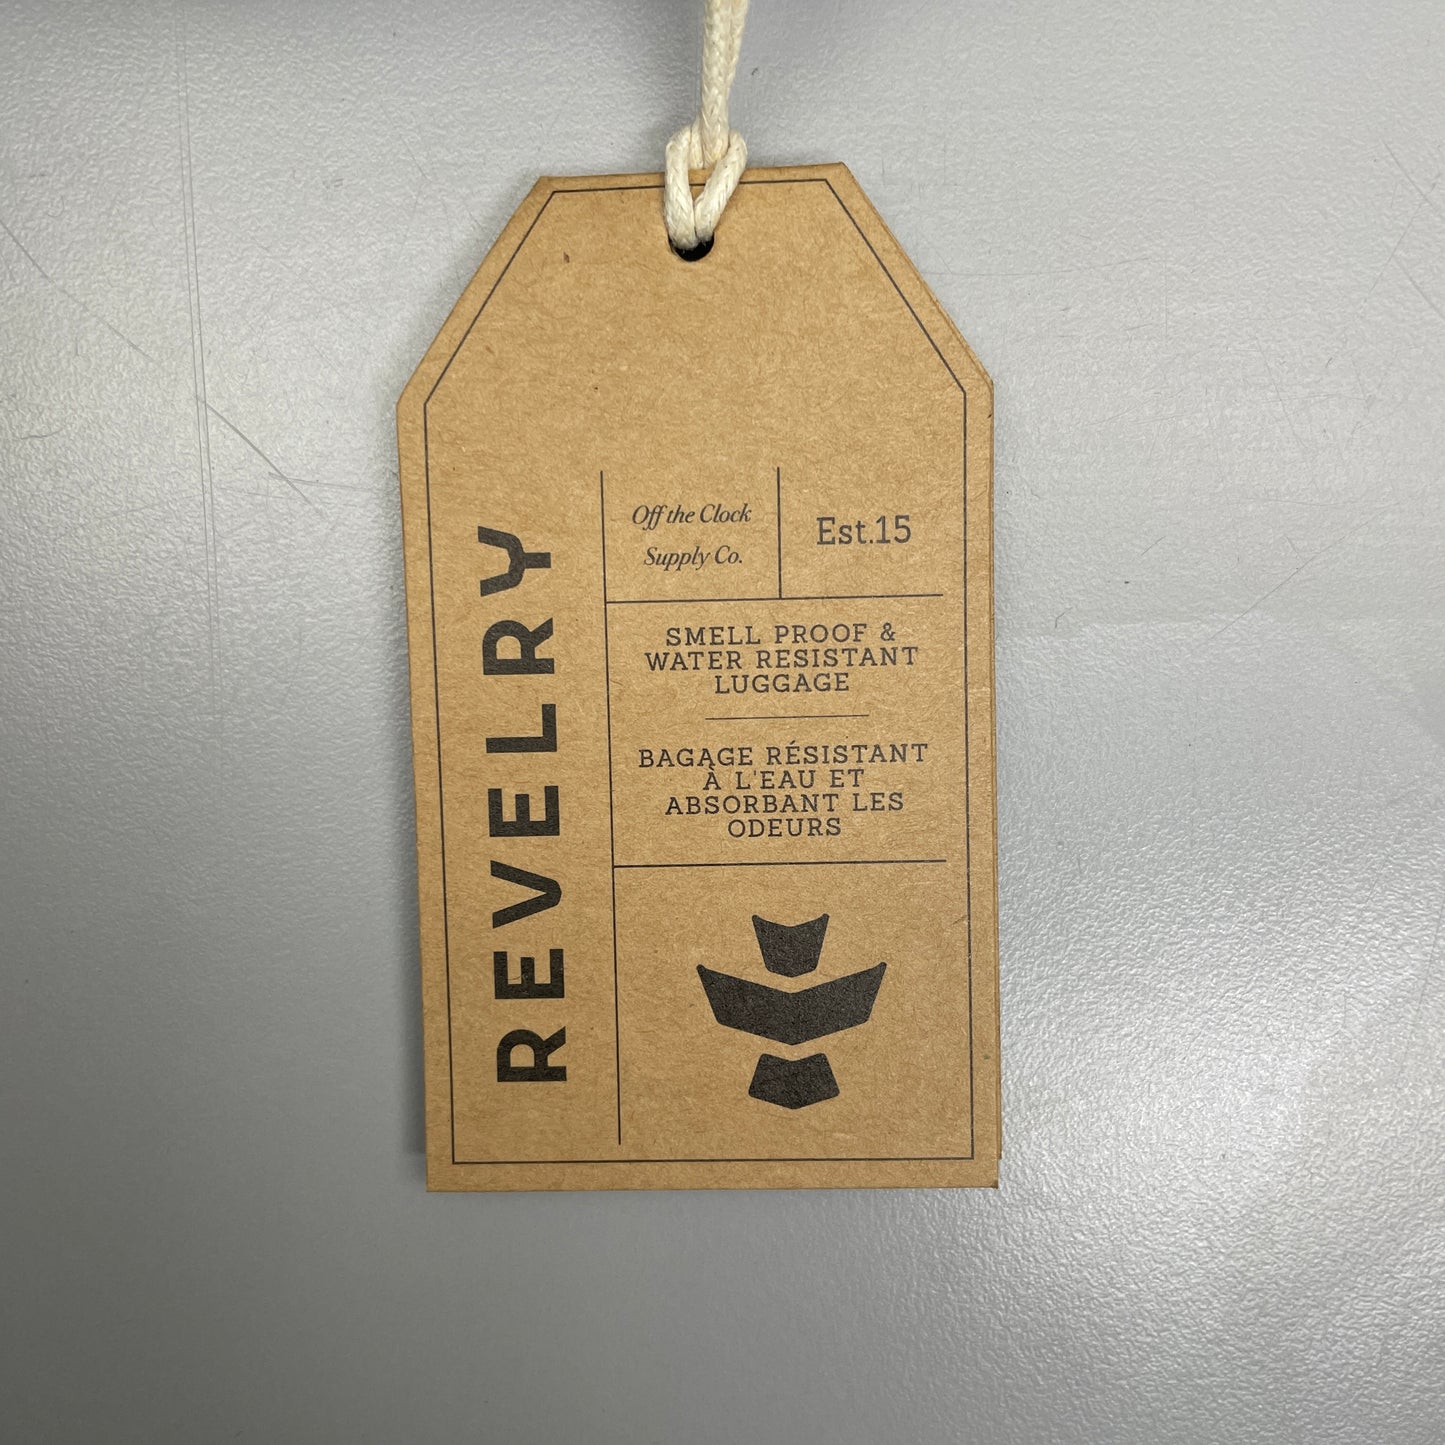 REVELRY
Off the Clock
Supply Co.
Est.15
SMELL PROOF &
WATER RESISTANT
LUGGAGE
BAGAGE RÉSISTANT
À L'EAU ET
ABSORBANT LES
ODEURS